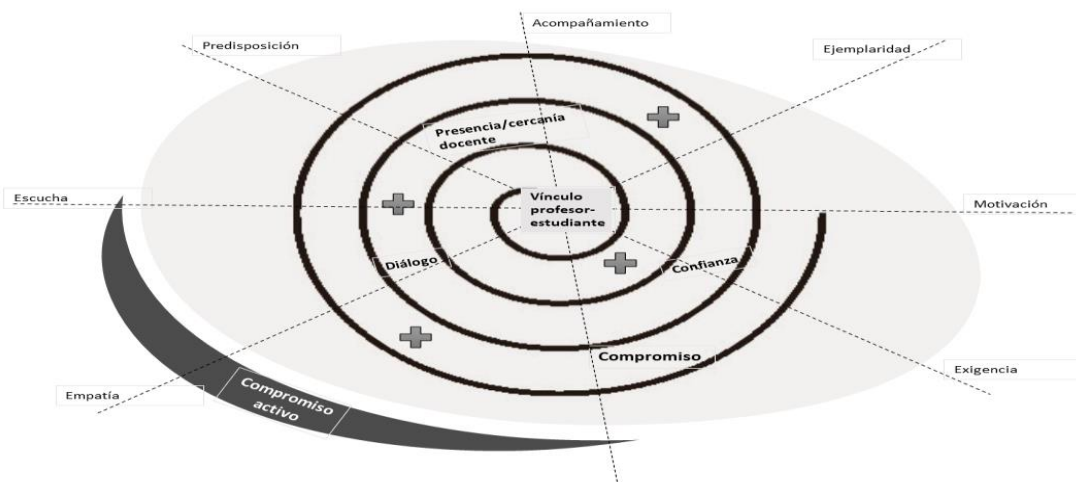 Acompañamiento
Predisposición
Ejemplaridad
Presencia/cercanía
docente
Escucha
Vínculo
profesor-
estudiante
Motivación
Diálogo
Confianza
Compromiso
Exigencia
Empatía
Compromiso
activo